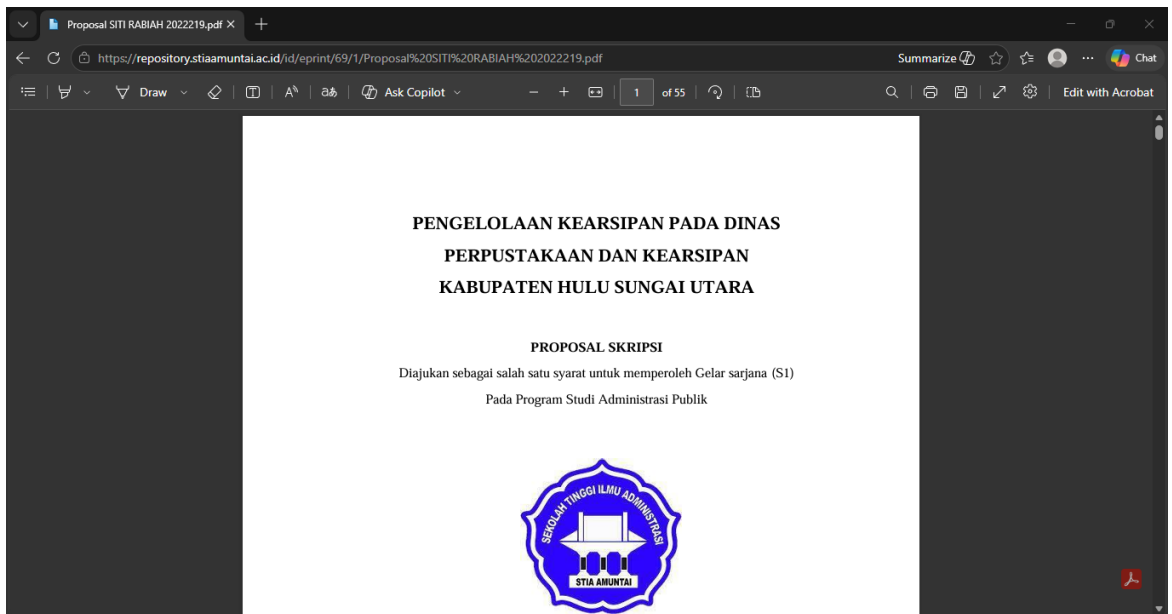 Proposal SITI RABIAH 2022219.pdf
https://repository.stiaamuntai.ac.id/id/eprint/69/1/Proposal%20SITI%20RABIAH%202022219.pdf
Summarize
Chat
Draw
Ask Copilot
1 of 55
Edit with Acrobat
PENGELOLAAN KEARSIPAN PADA DINAS
PERPUSTAKAAN DAN KEARSIPAN
KABUPATEN HULU SUNGAI UTARA
PROPOSAL SKRIPSI
Diajukan sebagai salah satu syarat untuk memperoleh Gelar sarjana (S1)
Pada Program Studi Administrasi Publik
SEKOLAH TINGGI ILMU ADMINISTRASI
STIA AMUNTAI